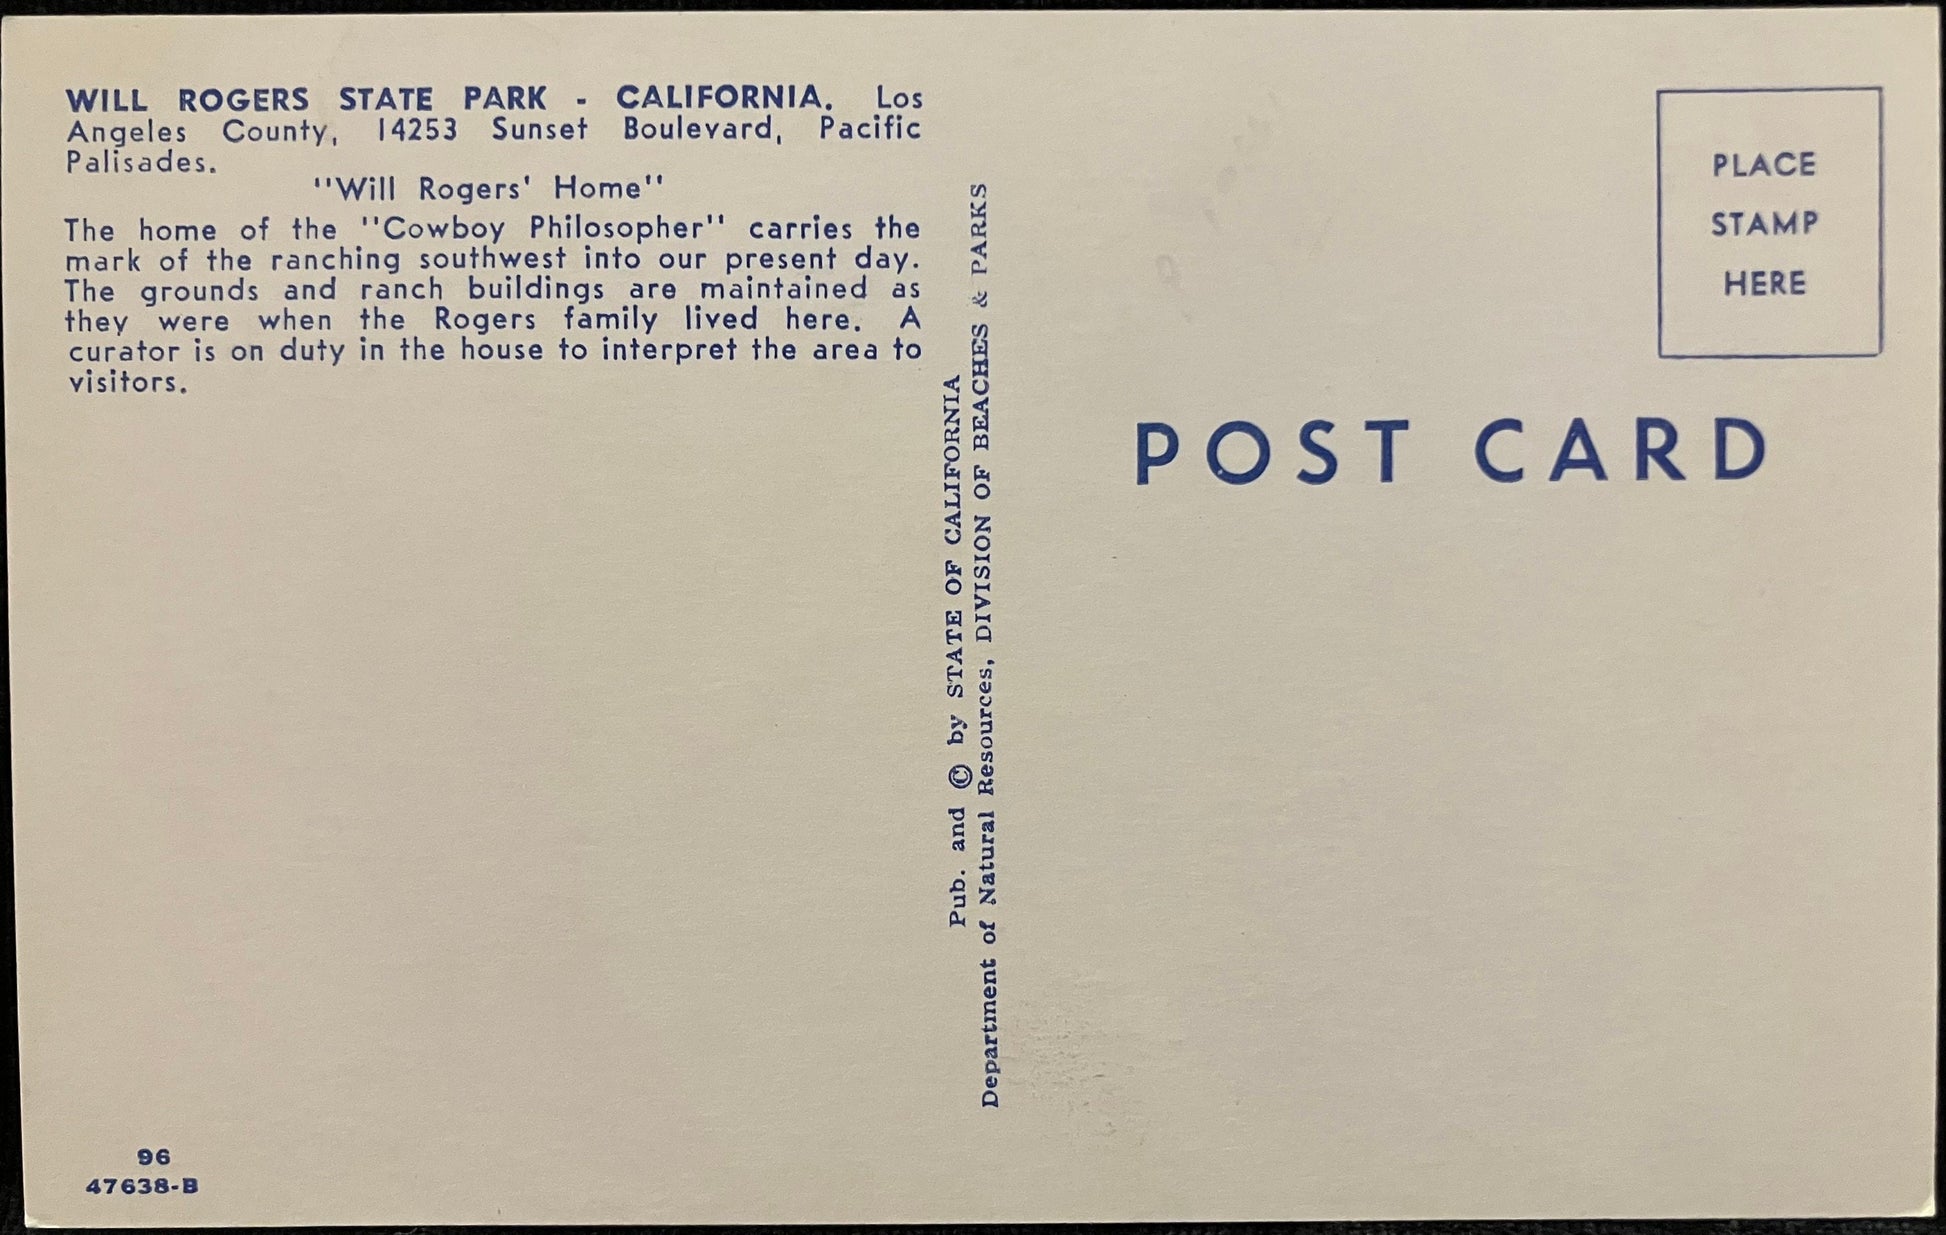 WILL ROGERS STATE PARK - CALIFORNIA. Los
Angeles County, 14253 Sunset Boulevard, Pacific
Palisades.
"Will Rogers' Home"
The home of the "Cowboy Philosopher" carries the
mark of the ranching southwest into our present day.
The grounds and ranch buildings are maintained as
they were when the Rogers family lived here. A
curator is on duty in the house to interpret the area to
visitors.
96
47638-B
Pub. and © by STATE OF CALIFORNIA
Department of Natural Resources, DIVISION OF BEACHES & PARKS
PLACE
STAMP
HERE
POST CARD